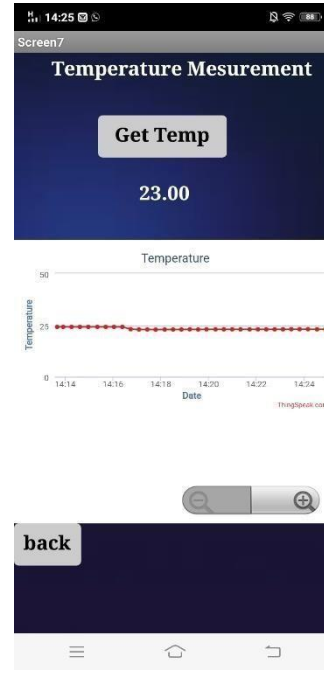 14:25
88
Screen7
Temperature Mesurement
Get Temp
23.00
Temperature
50
25
0
Temperature
14:14 14:16 14:18 14:20 14:22 14:24
Date
ThingSpeak.com
back